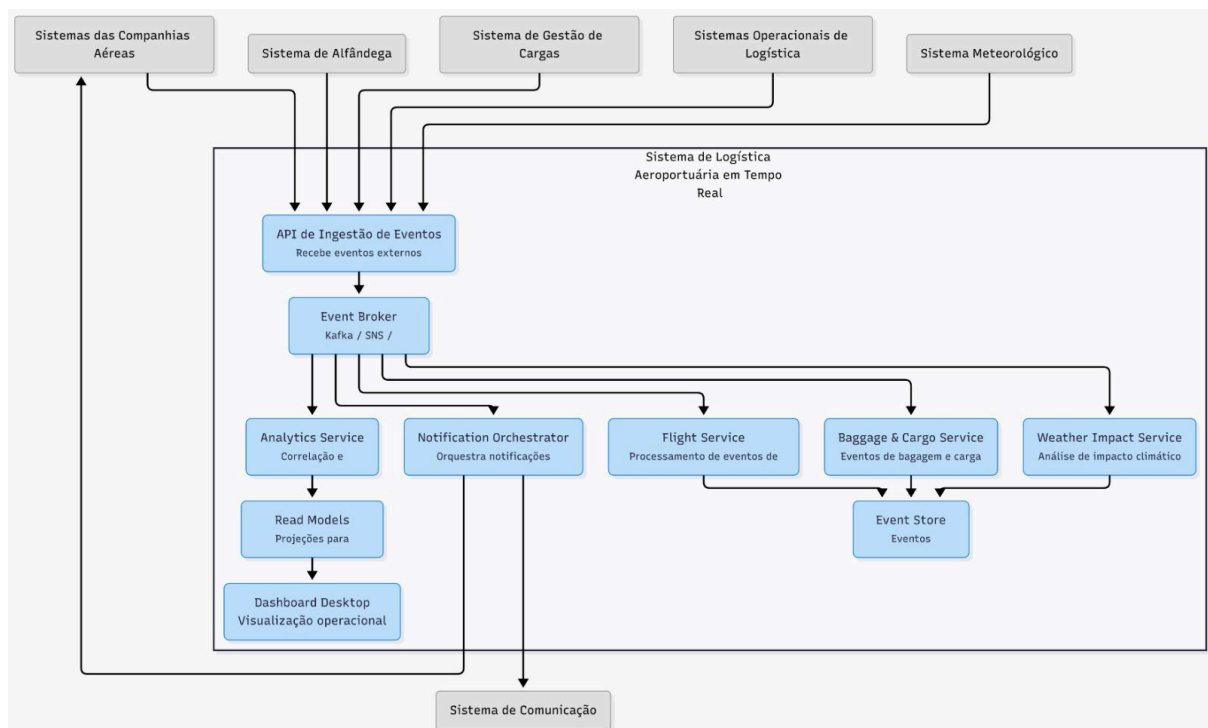 Sistemas das Companhias
Aéreas
Sistema de Alfândega
Sistema de Gestão de
Cargas
Sistemas Operacionais de
Logística
Sistema Meteorológico
Sistema de Logística
Aeroportuária em Tempo
Real
API de Ingestão de Eventos
Recebe eventos externos
Event Broker
Kafka / SNS /
Analytics Service
Correlação e
Notification Orchestrator
Orquestra notificações
Flight Service
Processamento de eventos de
Baggage & Cargo Service
Eventos de bagagem e carga
Weather Impact Service
Análise de impacto climático
Read Models
Projeções para
Event Store
Eventos
Dashboard Desktop
Visualização operacional
Sistema de Comunicação